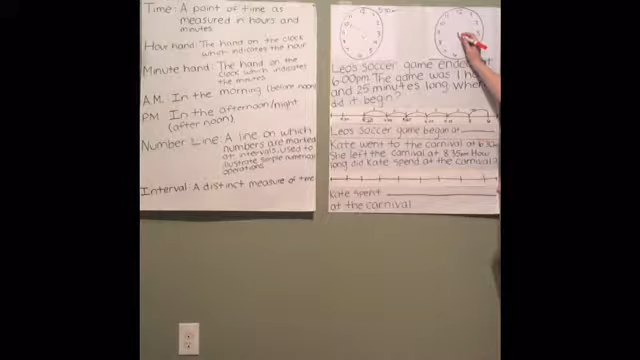 Time: A point of time as
measured in hours and
minutes
Hour hand: The hand on the clock
which indicates the hour
Minute hand: The hand on the
clock which indicates
the minutes
A.M. In the morning (before noon)
PM In the afternoon/night
(after noon)
Number Line: A line on which
numbers are marked
at intervals, used to
illustrate simple numerical
operations
Interval: A distinct measure of time
Leo's soccer game ended at
6:00pm. The game was 1
and 25 minutes long. When
did it begin?
Leo's soccer game began at
Kate went to the carnival at
She left the carnival at 8:35 How
long did Kate spend at the carnival?
Kate spent
at the carnival